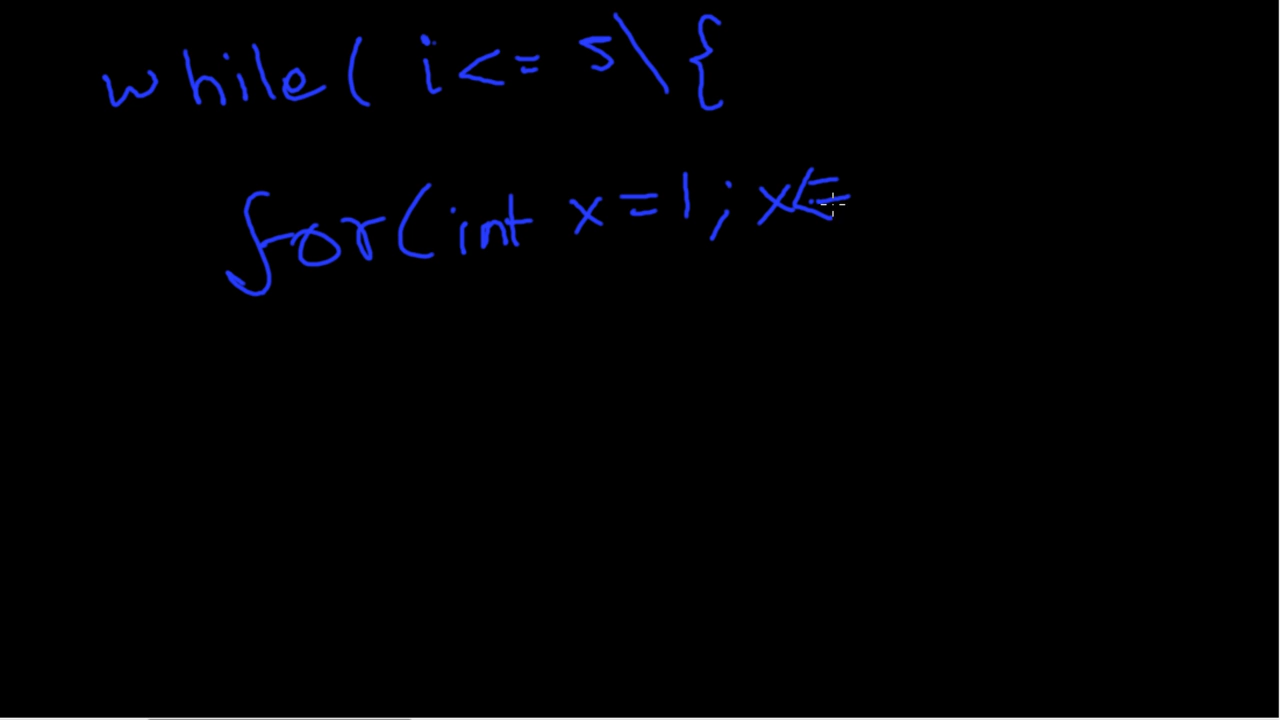 while( i<= 5\{
for(int x=1; x<=